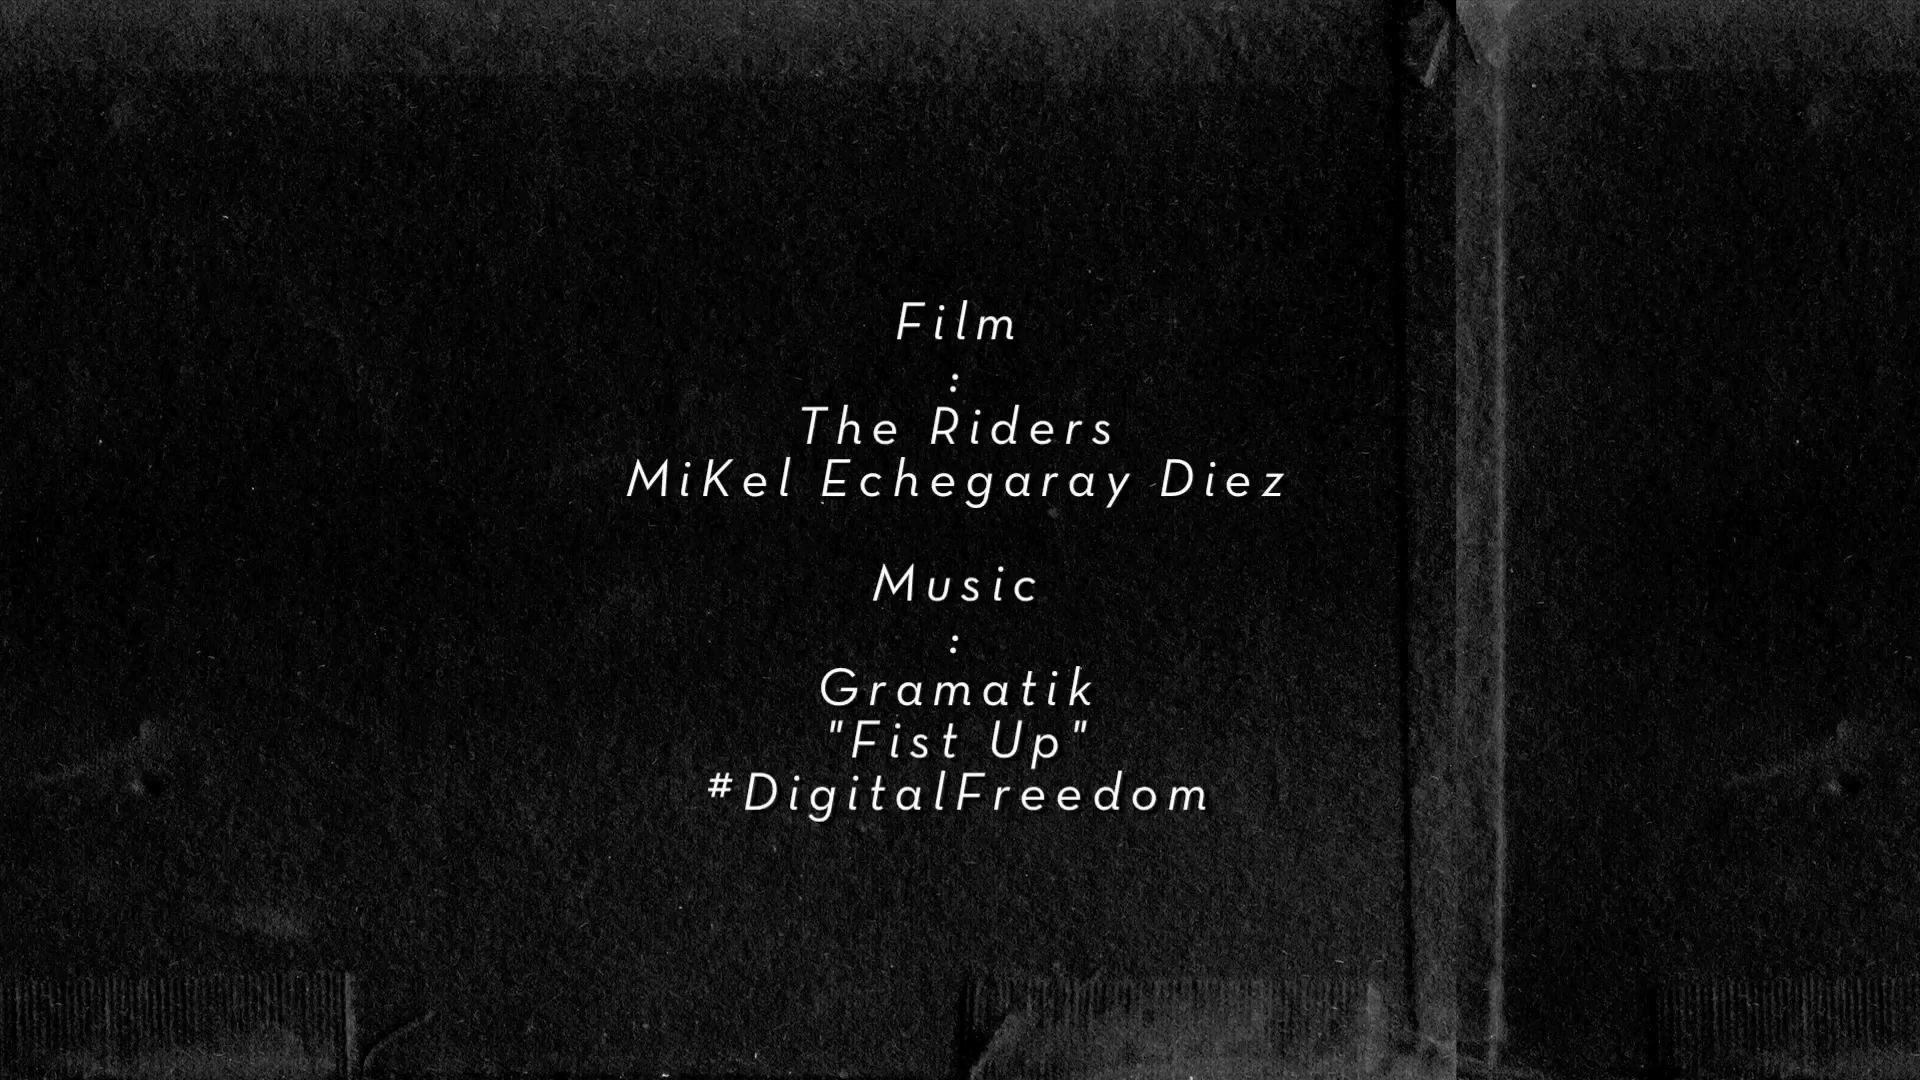 Film
:
The Riders
MiKel Echegaray Diez
Music
:
Gramatik
"Fist Up"
#DigitalFreedom